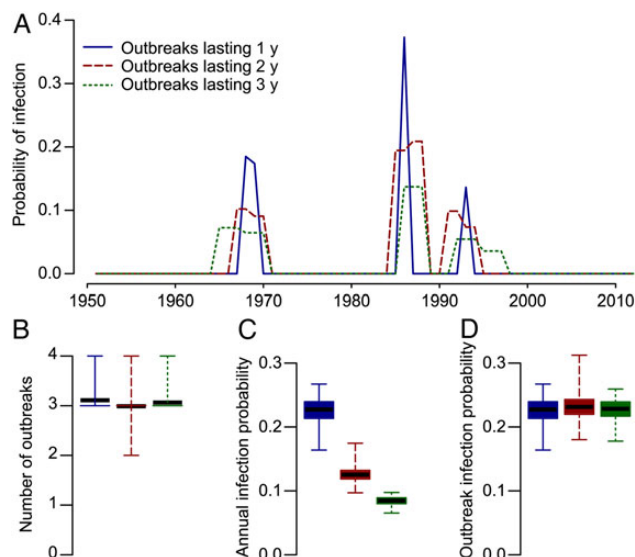 A
0.4
0.3
0.2
0.1
0.0
Probability of infection
Outbreaks lasting 1 y
Outbreaks lasting 2 y
Outbreaks lasting 3 y
1950 1960 1970 1980 1990 2000 2010
B
4
3
2
1
0
Number of outbreaks
C
0.3
0.2
0.1
0.0
Annual infection probability
D
0.3
0.2
0.1
0.0
Outbreak infection probability